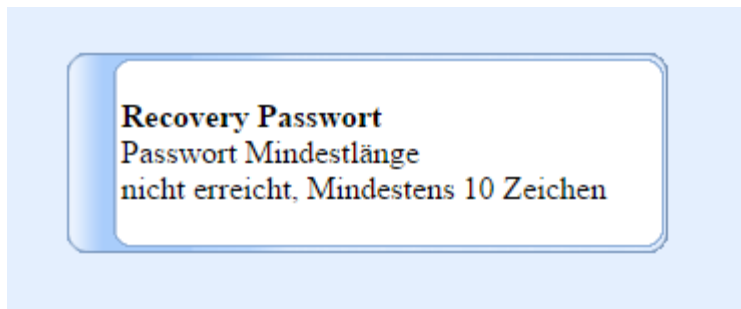 Recovery Passwort
Passwort Mindestlänge
nicht erreicht, Mindestens 10 Zeichen